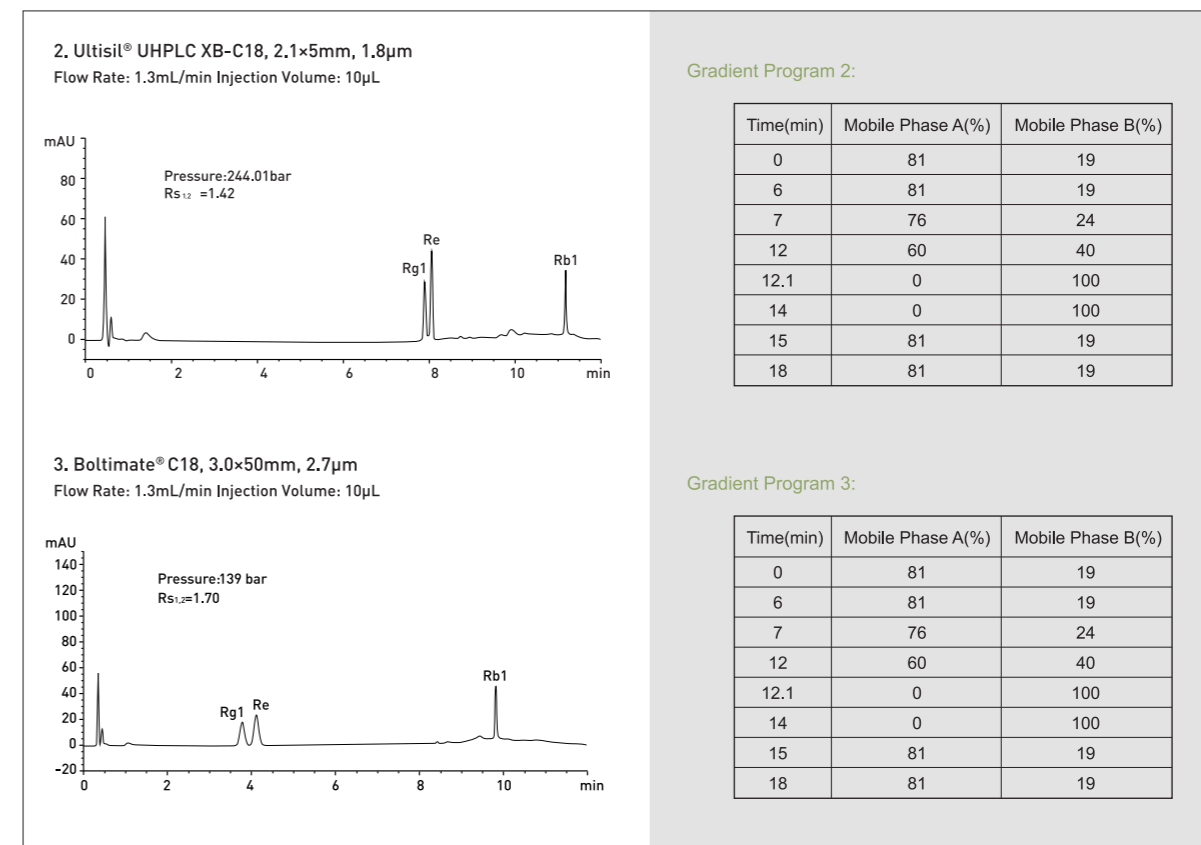 2. Ultisil® UHPLC XB-C18, 2.1×5mm, 1.8μm
Flow Rate: 1.3mL/min Injection Volume: 10μL
mAU
80
60
40
20
0
Pressure:244.01bar
Rs 1,2 =1.42
Rg1
Re
Rb1
0 2 4 6 8 10 min
Gradient Program 2:
Time(min) Mobile Phase A(%) Mobile Phase B(%)
0 81 19
6 81 19
7 76 24
12 60 40
12.1 0 100
14 0 100
15 81 19
18 81 19
3. Boltimate® C18, 3.0×50mm, 2.7μm
Flow Rate: 1.3mL/min Injection Volume: 10μL
mAU
140
120
100
80
60
40
20
0
-20
Pressure:139 bar
Rs1,2=1.70
Rg1
Re
Rb1
0 2 4 6 8 10 min
Gradient Program 3:
Time(min) Mobile Phase A(%) Mobile Phase B(%)
0 81 19
6 81 19
7 76 24
12 60 40
12.1 0 100
14 0 100
15 81 19
18 81 19